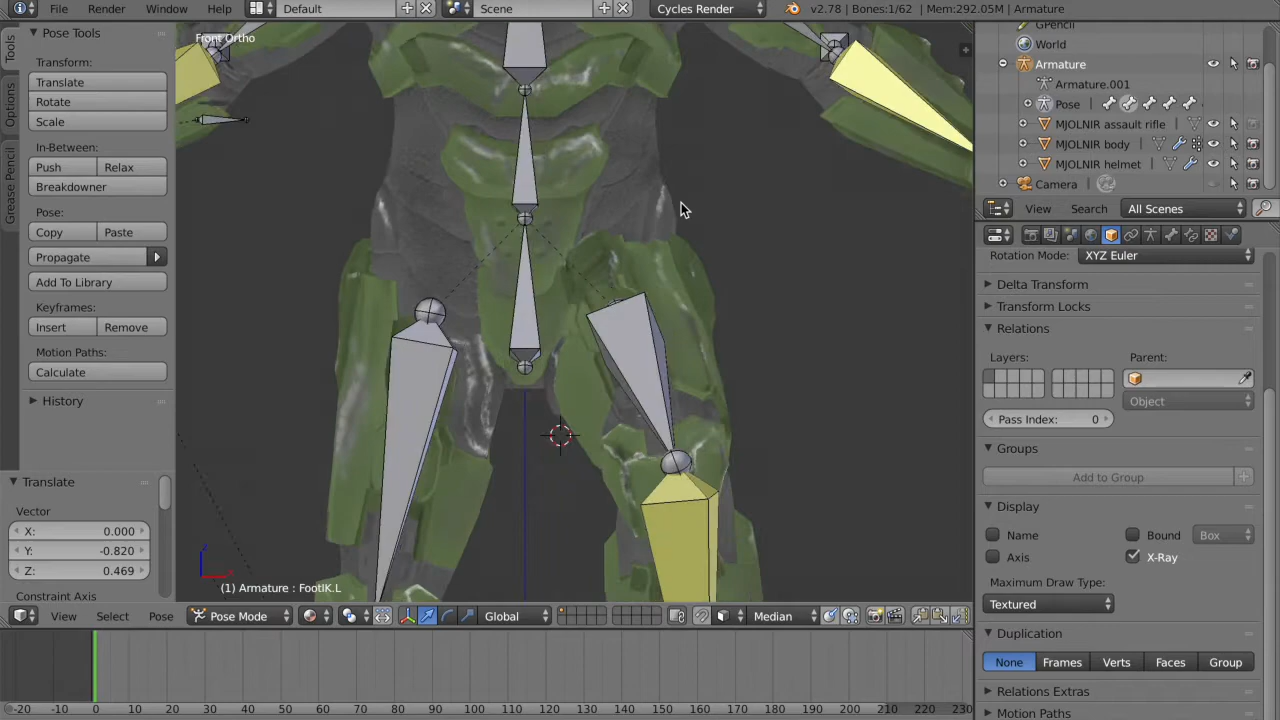 File Render Window Help Default Scene Cycles Render v2.78 | Bones:1/62 | Mem:292.05M | Armature
Tools
Options
Grease Pencil
Pose Tools
Transform:
Translate
Rotate
Scale
In-Between:
Push Relax
Breakdowner
Pose:
Copy Paste
Propagate
Add To Library
Keyframes:
Insert Remove
Motion Paths:
Calculate
History
Translate
Vector
X: 0.000
Y: -0.820
Z: 0.469
Constraint Axis
Front Ortho
(1) Armature : FootIK.L
View Select Pose Pose Mode Global Median
-20 -10 0 10 20 30 40 50 60 70 80 90 100 110 120 130 140 150 160 170 180 190 200 210 220 230
GPencil
World
Armature
Armature.001
Pose
MJOLNIR assault rifle
MJOLNIR body
MJOLNIR helmet
Camera
View Search All Scenes
Rotation Mode: XYZ Euler
Delta Transform
Transform Locks
Relations
Layers: Parent:
Object
Pass Index: 0
Groups
Add to Group
Display
Name Bound Box
Axis X-Ray
Maximum Draw Type:
Textured
Duplication
None Frames Verts Faces Group
Relations Extras
Motion Paths